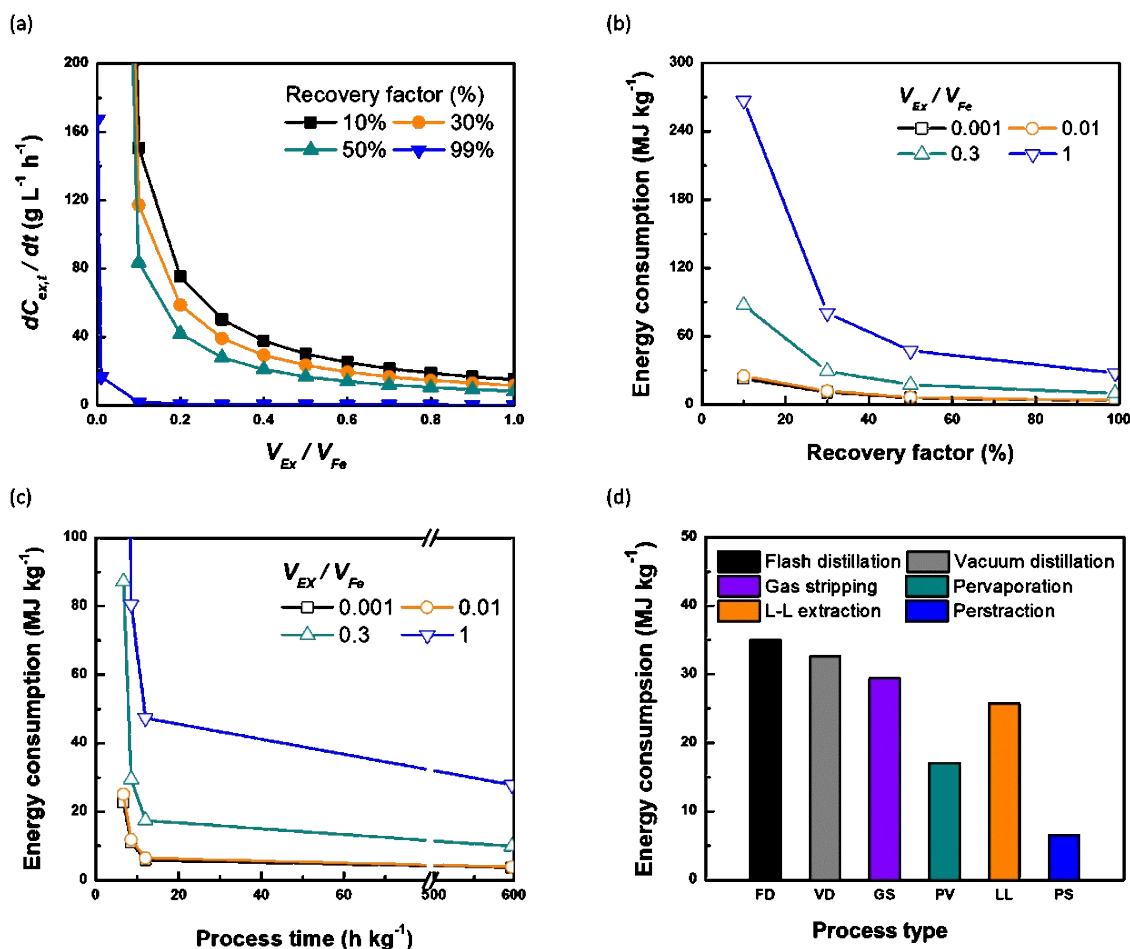 (a)
200
160
120
80
40
0
dC_ex,t / dt (g L⁻¹ h⁻¹)
Recovery factor (%)
10% 30%
50% 99%
0.0 0.2 0.4 0.6 0.8 1.0
V_Ex / V_Fe
(b)
300
240
180
120
60
0
Energy consumption (MJ kg⁻¹)
V_Ex / V_Fe
0.001 0.01
0.3 1
0 20 40 60 80 100
Recovery factor (%)
(c)
100
80
60
40
20
0
Energy consumption (MJ kg⁻¹)
V_EX / V_Fe
0.001 0.01
0.3 1
0 20 40 60 80 500 600
Process time (h kg⁻¹)
(d)
50
40
30
20
10
0
Energy consumpsion (MJ kg⁻¹)
Flash distillation Vacuum distillation
Gas stripping Pervaporation
L-L extraction Perstraction
FD VD GS PV LL PS
Process type